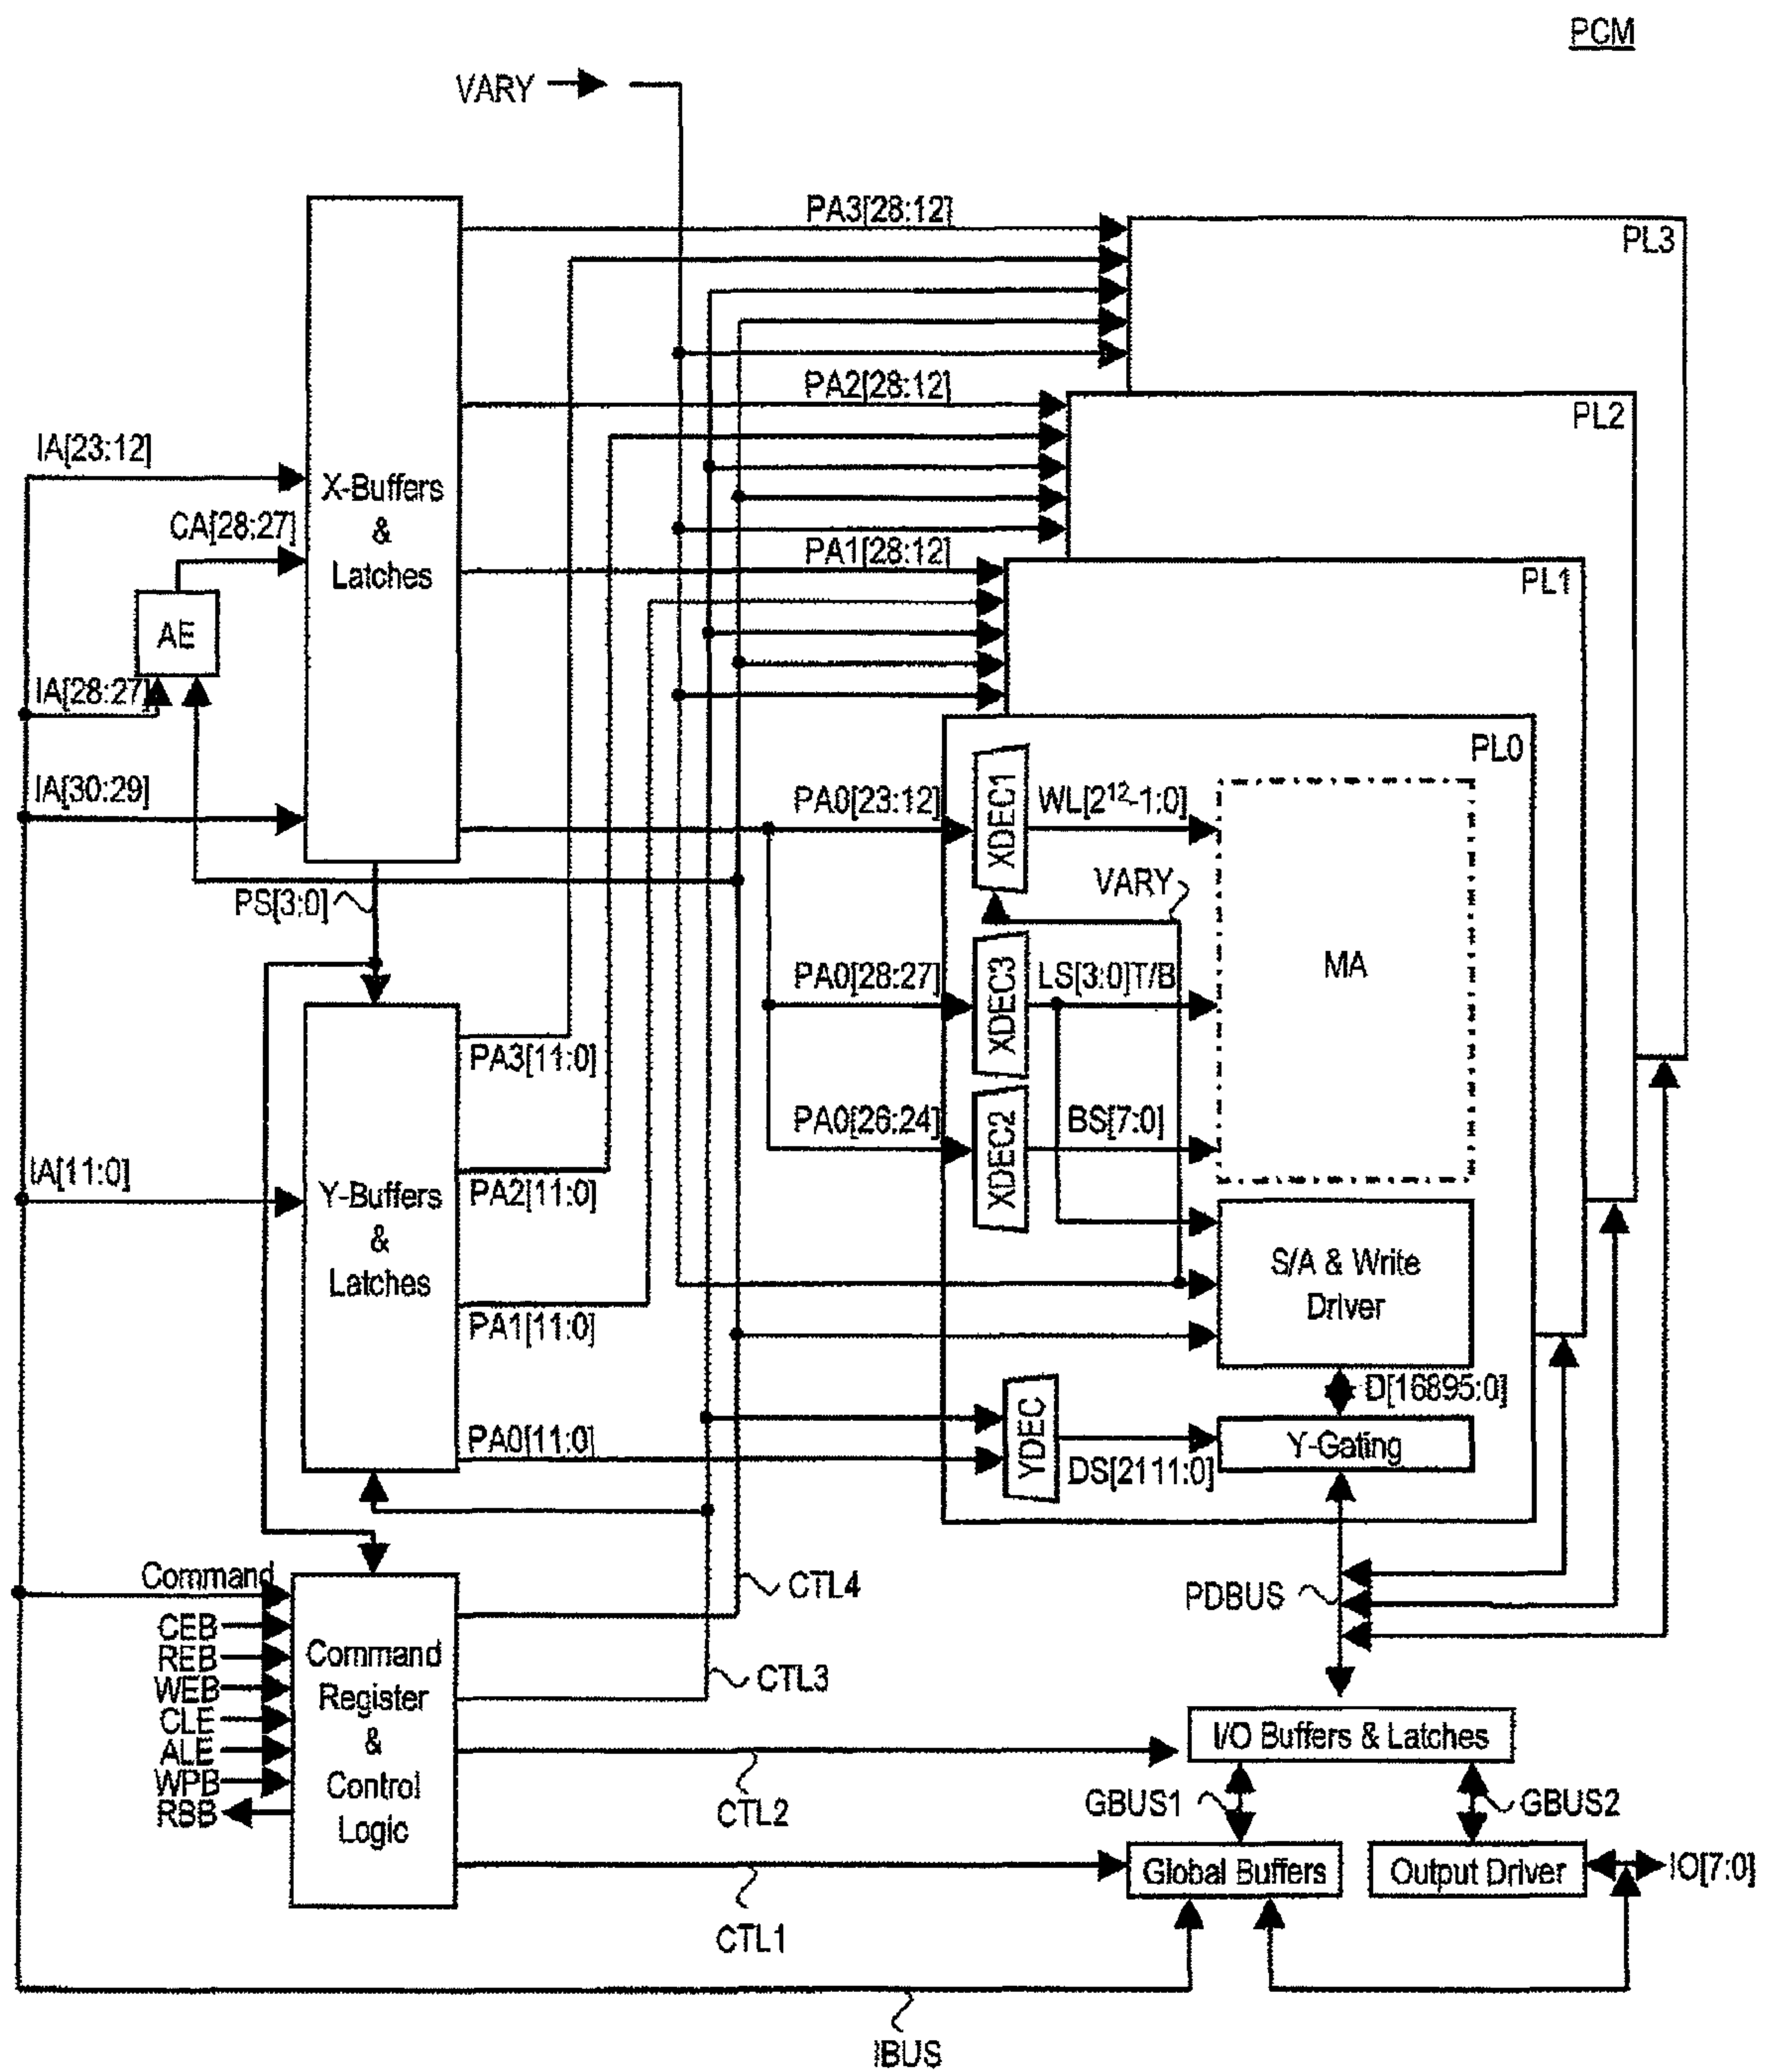 PCM
VARY
PA3[28:12]
PL3
PA2[28:12]
PL2
IA[23:12]
X-Buffers
&
Latches
CA[28:27]
PA1[28:12]
PL1
AE
IA[28:27]
PL0
IA[30:29]
PA0[23:12]
XDEC1
WL[2¹²-1:0]
VARY
PS[3:0]
MA
PA0[28:27]
XDEC3
LS[3:0]T/B
PA3[11:0]
PA0[26:24]
XDEC2
BS[7:0]
IA[11:0]
Y-Buffers
&
Latches
PA2[11:0]
S/A & Write
Driver
PA1[11:0]
D[16895:0]
PA0[11:0]
YDEC
DS[2111:0]
Y-Gating
Command
CEB
REB
WEB
CLE
ALE
WPB
RBB
Command
Register
&
Control
Logic
CTL4
PDBUS
CTL3
I/O Buffers & Latches
CTL2
GBUS1
GBUS2
Global Buffers
Output Driver
IO[7:0]
CTL1
IBUS